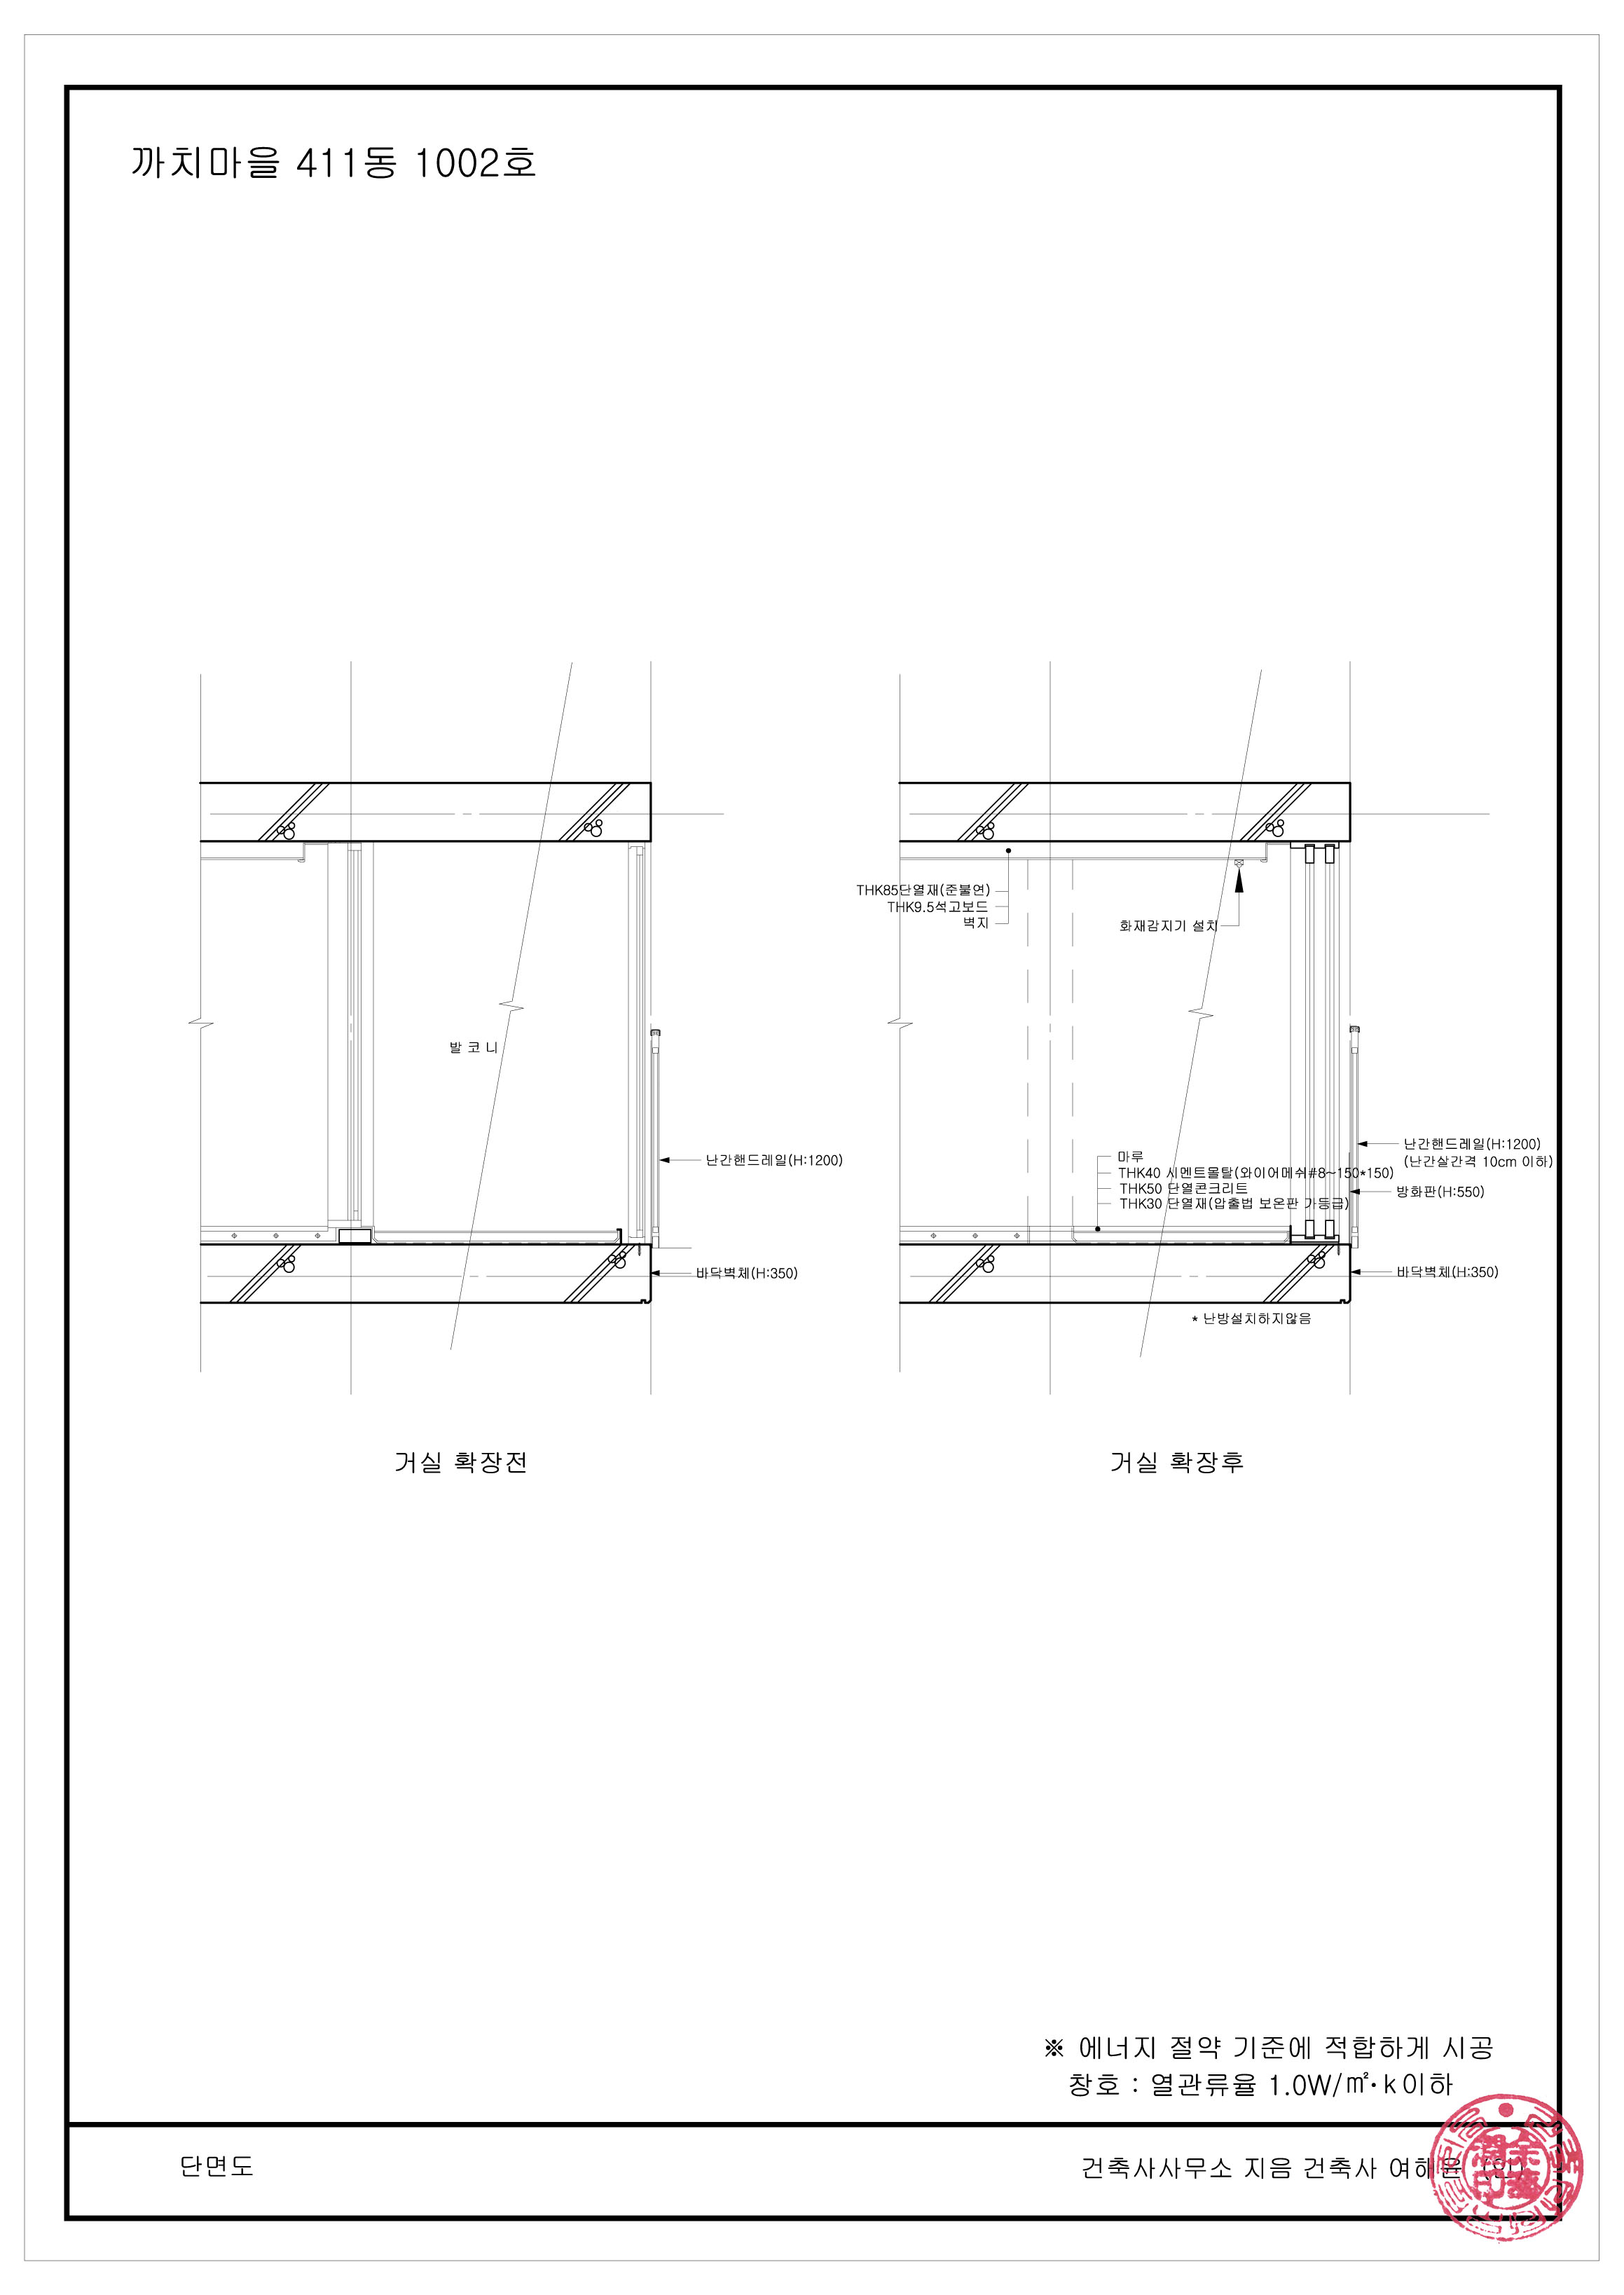 까치마을 411동 1002호
발 코 니
난간핸드레일(H:1200)
바닥벽체(H:350)
거실 확장전
THK85단열재(준불연)
THK9.5석고보드
벽지
화재감지기 설치
마루
THK40 시멘트몰탈(와이어메쉬#8~150*150)
THK50 단열콘크리트
THK30 단열재(압출법 보온판 가등급)
난간핸드레일(H:1200)
(난간살간격 10cm 이하)
방화판(H:550)
바닥벽체(H:350)
* 난방설치하지않음
거실 확장후
※ 에너지 절약 기준에 적합하게 시공
창호 : 열관류율 1.0W/㎡·k이하
단면도
건축사사무소 지음 건축사 여해윤 (인)